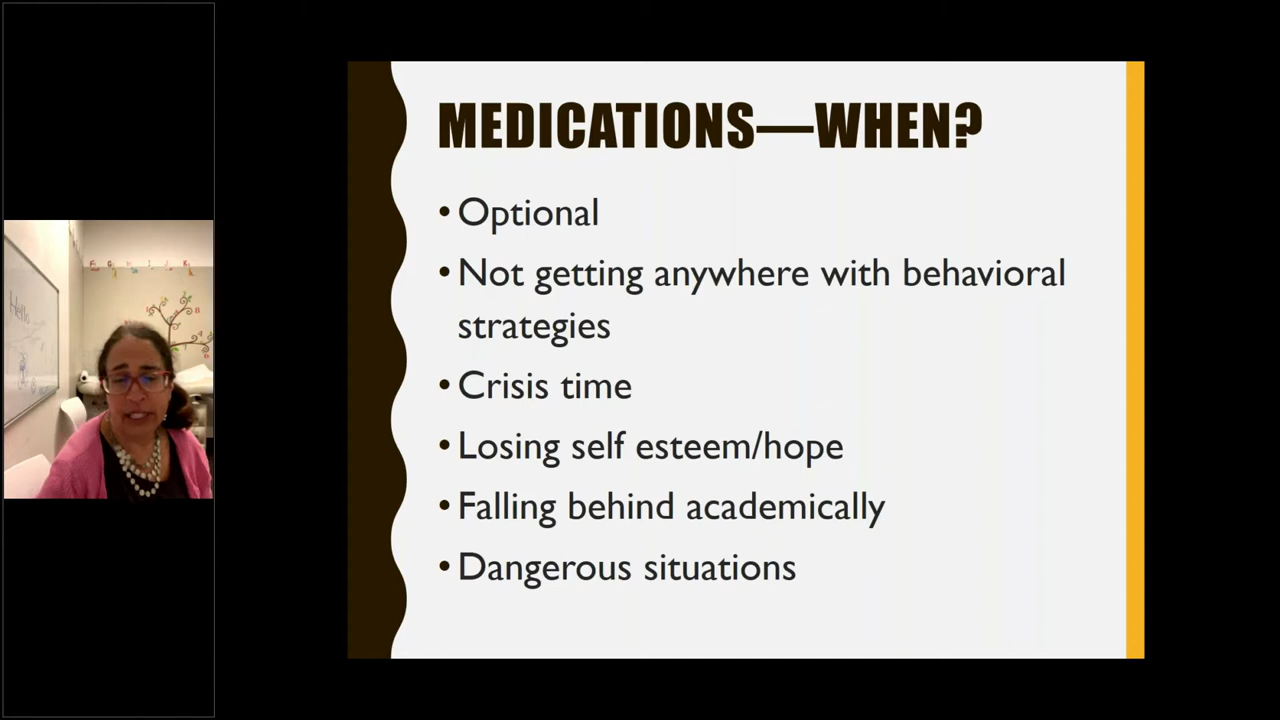 Hello
MEDICATIONS—WHEN?
• Optional
• Not getting anywhere with behavioral
strategies
• Crisis time
• Losing self esteem/hope
• Falling behind academically
• Dangerous situations